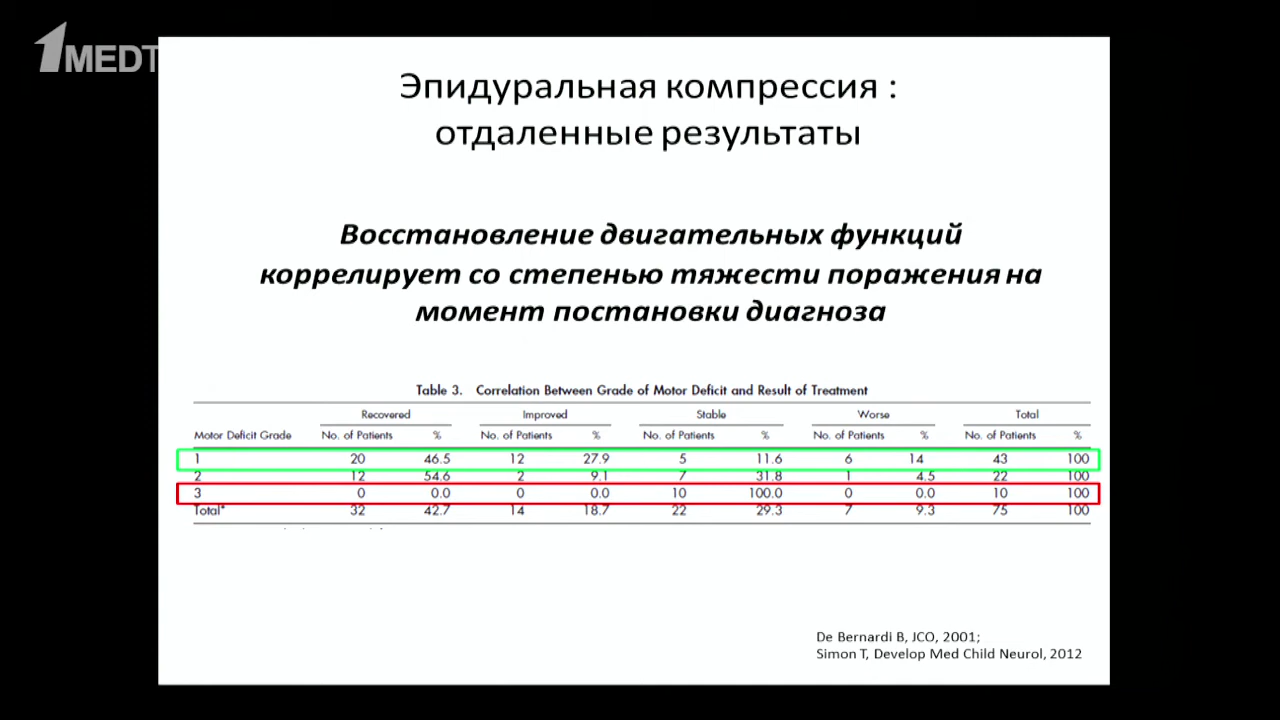 1MEDT
Эпидуральная компрессия :
отдаленные результаты
Восстановление двигательных функций
коррелирует со степенью тяжести поражения на
момент постановки диагноза
Table 3. Correlation Between Grade of Motor Deficit and Result of Treatment
Recovered Improved Stable Worse Total
Motor Deficit Grade No. of Patients % No. of Patients % No. of Patients % No. of Patients % No. of Patients %
1 20 46.5 12 27.9 5 11.6 6 14 43 100
2 12 54.6 2 9.1 7 31.8 1 4.5 22 100
3 0 0.0 0 0.0 10 100.0 0 0.0 10 100
Total* 32 42.7 14 18.7 22 29.3 7 9.3 75 100
De Bernardi B, JCO, 2001;
Simon T, Develop Med Child Neurol, 2012